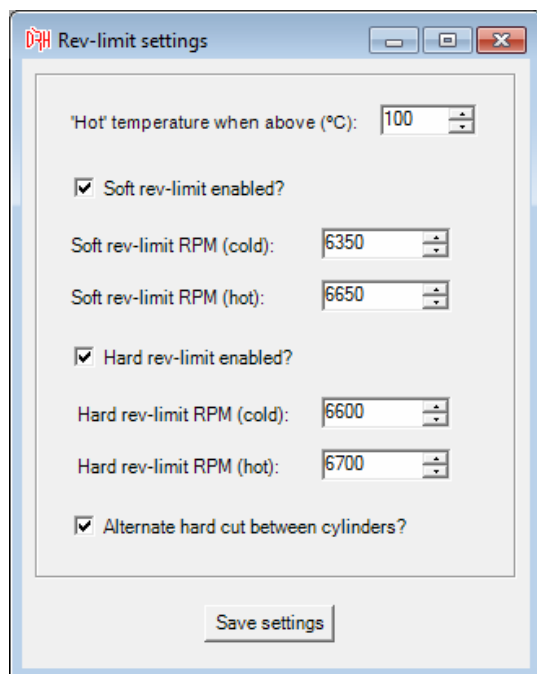 DRH Rev-limit settings
'Hot' temperature when above (ºC): 100
Soft rev-limit enabled?
Soft rev-limit RPM (cold): 6350
Soft rev-limit RPM (hot): 6650
Hard rev-limit enabled?
Hard rev-limit RPM (cold): 6600
Hard rev-limit RPM (hot): 6700
Alternate hard cut between cylinders?
Save settings